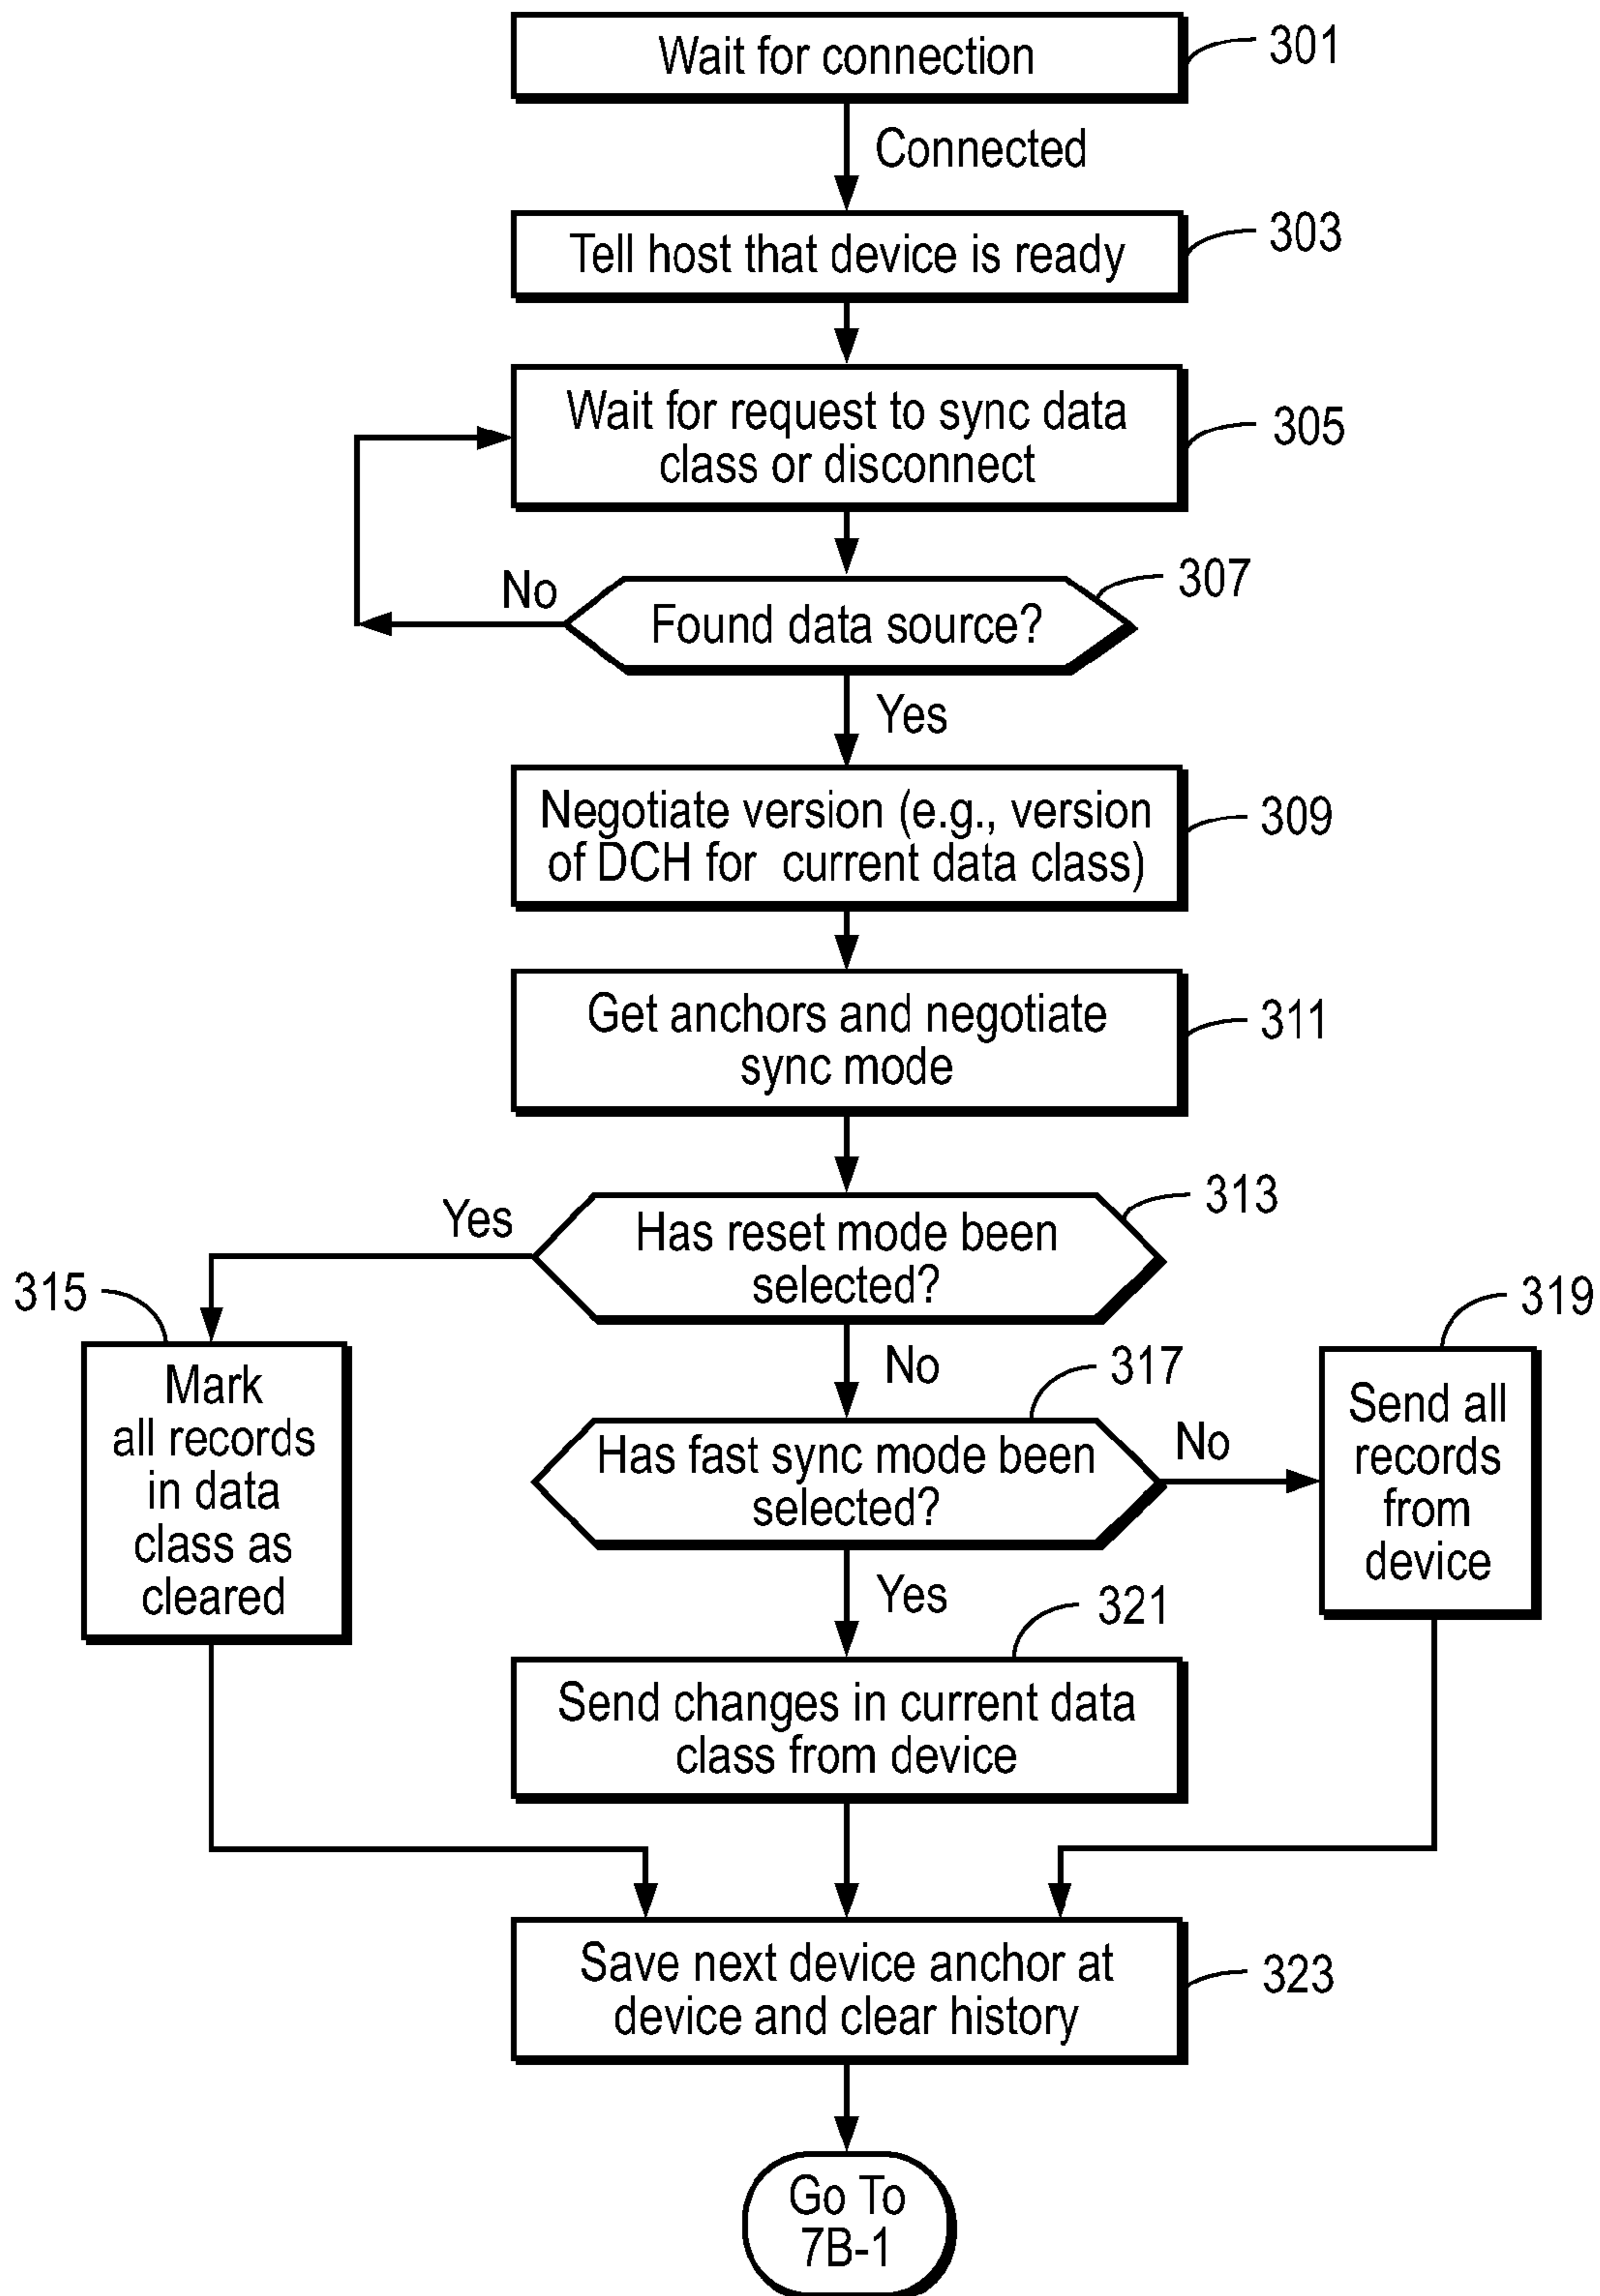 Wait for connection
301
Connected
Tell host that device is ready
303
Wait for request to sync data
class or disconnect
305
No
Found data source?
307
Yes
Negotiate version (e.g., version
of DCH for current data class)
309
Get anchors and negotiate
sync mode
311
Yes
Has reset mode been
selected?
313
315
Mark
all records
in data
class as
cleared
No
317
Has fast sync mode been
selected?
No
319
Send all
records
from
device
Yes
321
Send changes in current data
class from device
Save next device anchor at
device and clear history
323
Go To
7B-1